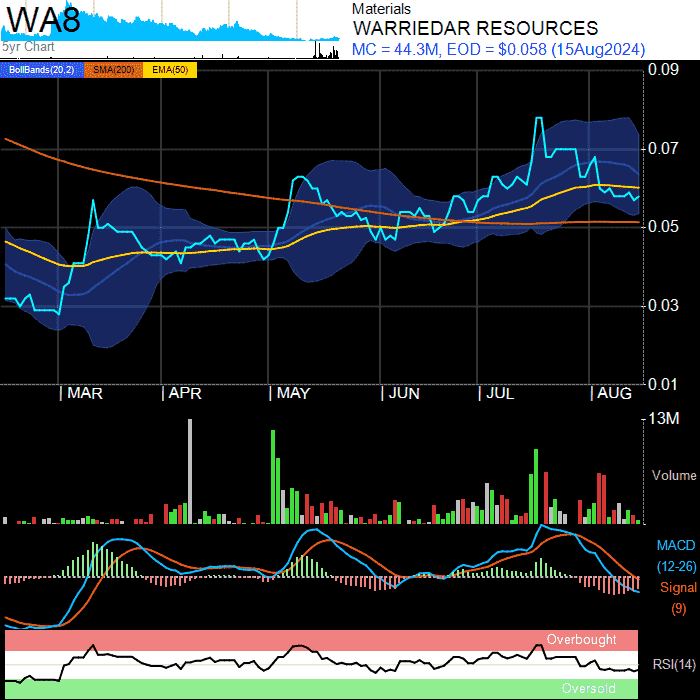 WA8
5yr Chart
Materials
WARRIEDAR RESOURCES
MC = 44.3M, EOD = $0.058 (15Aug2024)
BollBands(20,2) SMA(200) EMA(50)
0.09
0.07
0.05
0.03
0.01
MAR APR MAY JUN JUL AUG
13M
Volume
MACD
(12-26)
Signal
(9)
Overbought
RSI(14)
Oversold